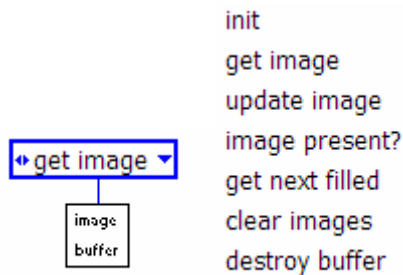 get image
image
buffer
init
get image
update image
image present?
get next filled
clear images
destroy buffer